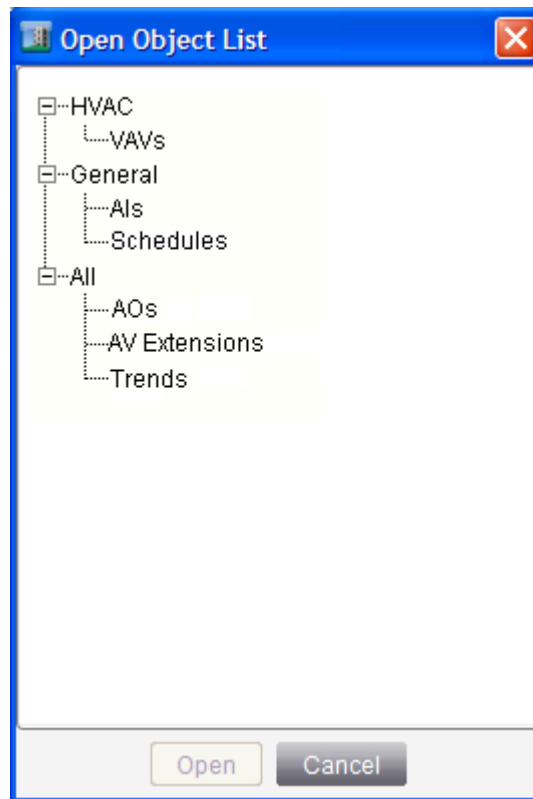 Open Object List
HVAC
VAVs
General
AIs
Schedules
All
AOs
AV Extensions
Trends
Open Cancel